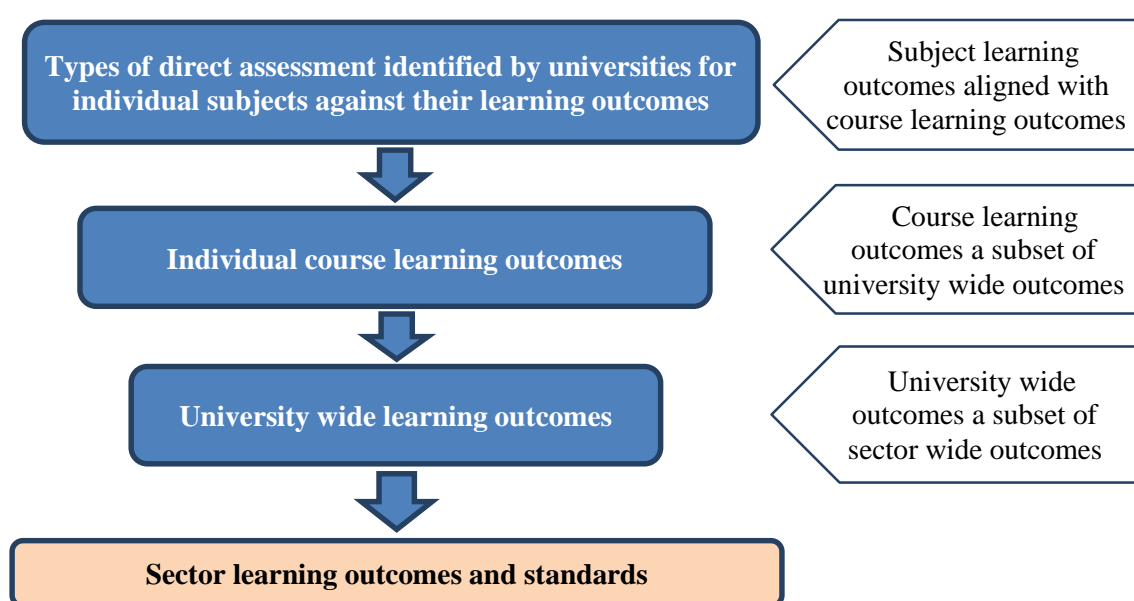 Types of direct assessment identified by universities for
individual subjects against their learning outcomes
Subject learning
outcomes aligned with
course learning outcomes
Individual course learning outcomes
Course learning
outcomes a subset of
university wide outcomes
University wide learning outcomes
University wide
outcomes a subset of
sector wide outcomes
Sector learning outcomes and standards